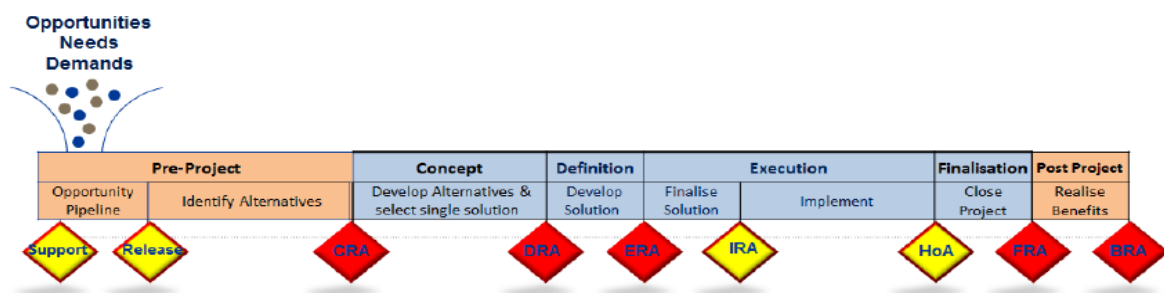 Opportunities
Needs
Demands
Pre-Project
Concept
Definition
Execution
Finalisation
Post Project
Opportunity
Pipeline
Identify Alternatives
Develop Alternatives &
select single solution
Develop
Solution
Finalise
Solution
Implement
Close
Project
Realise
Benefits
Support
Release
CRA
DRA
ERA
IRA
HoA
FRA
BRA